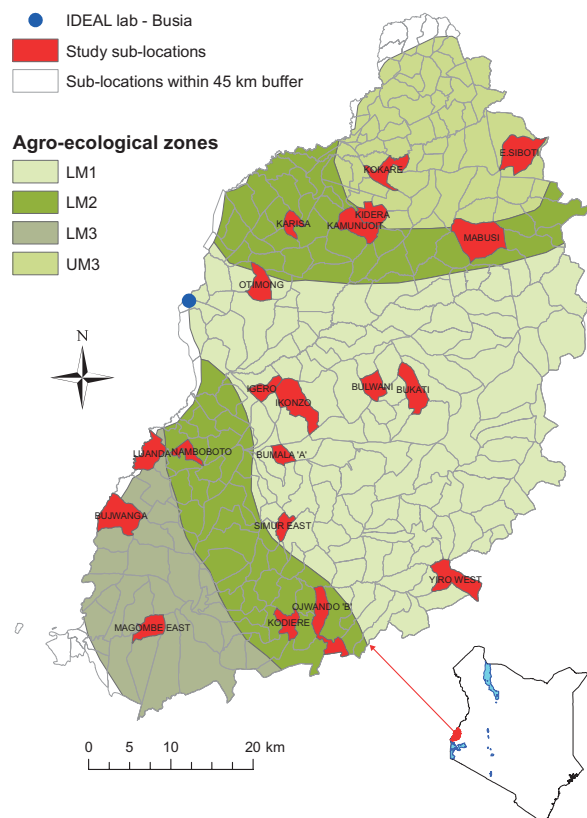 IDEAL lab - Busia
Study sub-locations
Sub-locations within 45 km buffer
Agro-ecological zones
LM1
LM2
LM3
UM3
E.SIBOTI
KOKARE
KIDERA
KARISA
KAMUNUOIT
MABUSI
OTIMONG
N
IGERO
IKONZO
BULWANI
BUKATI
LUANDA
NAMBOBOTO
BUMALA 'A'
BUJWANGA
SIMUR EAST
YIRO WEST
OJWANDO 'B'
KODIERE
MAGOMBE EAST
0 5 10 20 km